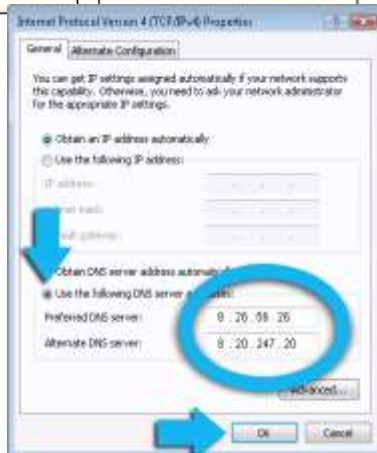 Internet Protocol Version 4 (TCP/IPv4) Properties
General Alternate Configuration
You can get IP settings assigned automatically if your network supports
this capability. Otherwise, you need to ask your network administrator
for the appropriate IP settings.
Obtain an IP address automatically
Use the following IP address:
IP address:
Obtain DNS server address
Use the following DNS server
Preferred DNS server: 8 . 26 . 56 . 26
Alternate DNS server: 8 . 20 . 247 . 20
Advanced...
OK Cancel